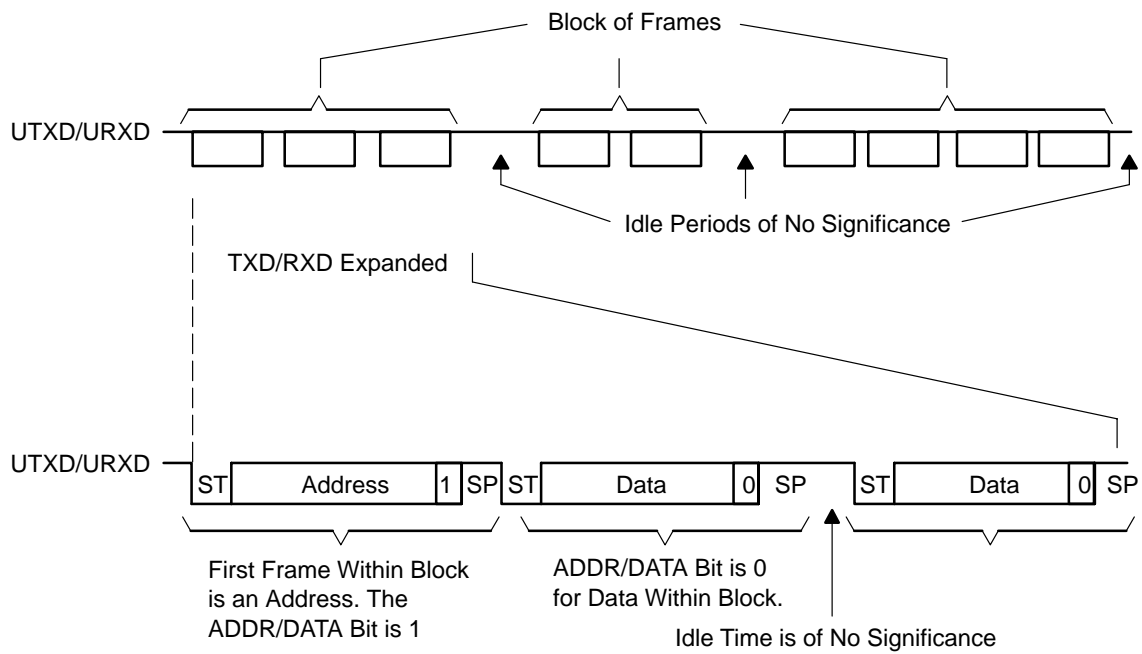 Block of Frames
UTXD/URXD
Idle Periods of No Significance
TXD/RXD Expanded
UTXD/URXD
ST Address 1 SP ST Data 0 SP ST Data 0 SP
First Frame Within Block
is an Address. The
ADDR/DATA Bit is 1
ADDR/DATA Bit is 0
for Data Within Block.
Idle Time is of No Significance